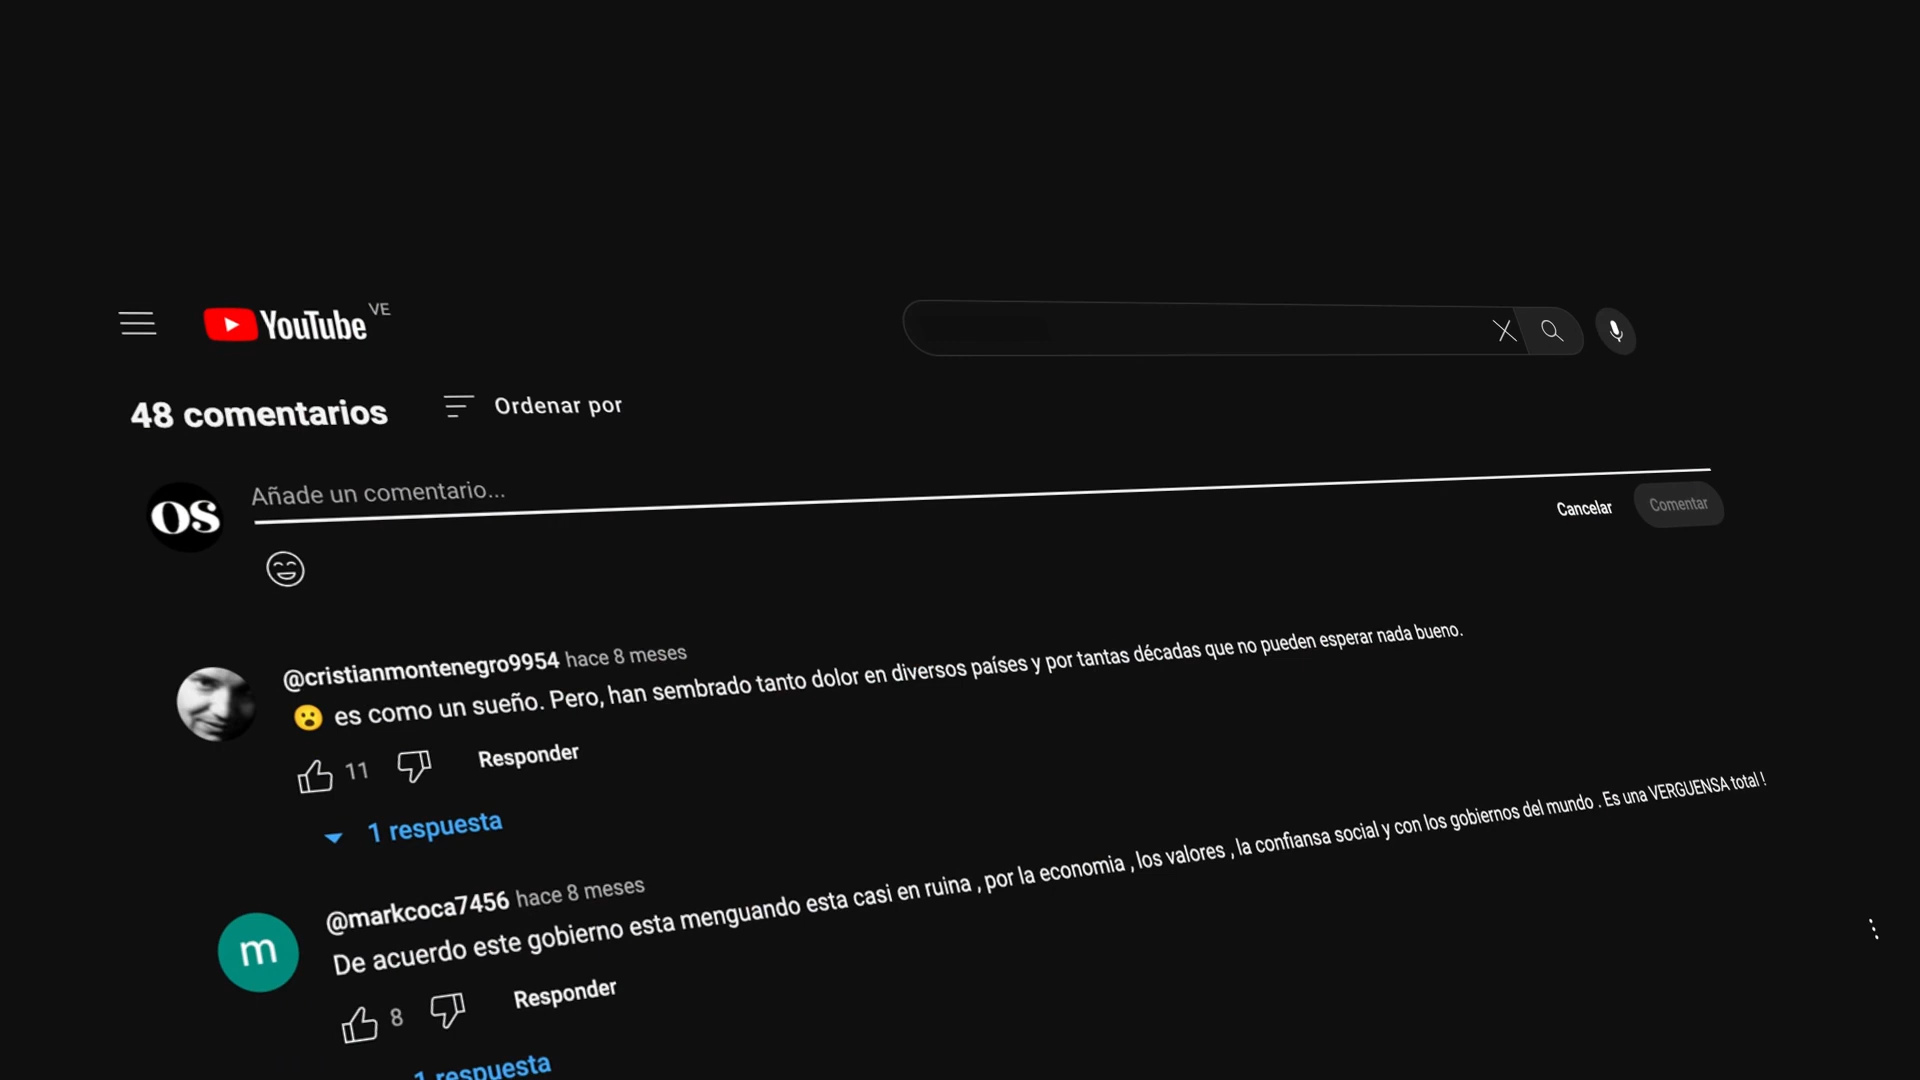 YouTube VE
48 comentarios
Ordenar por
OS
Añade un comentario...
Cancelar
Comentar
@cristianmontenegro9954 hace 8 meses
😮 es como un sueño. Pero, han sembrado tanto dolor en diversos países y por tantas décadas que no pueden esperar nada bueno.
11
Responder
1 respuesta
m
@markcoca7456 hace 8 meses
De acuerdo este gobierno esta menguando esta casi en ruina , por la economia , los valores , la confiansa social y con los gobiernos del mundo . Es una VERGUENSA total !
8
Responder
1 respuesta